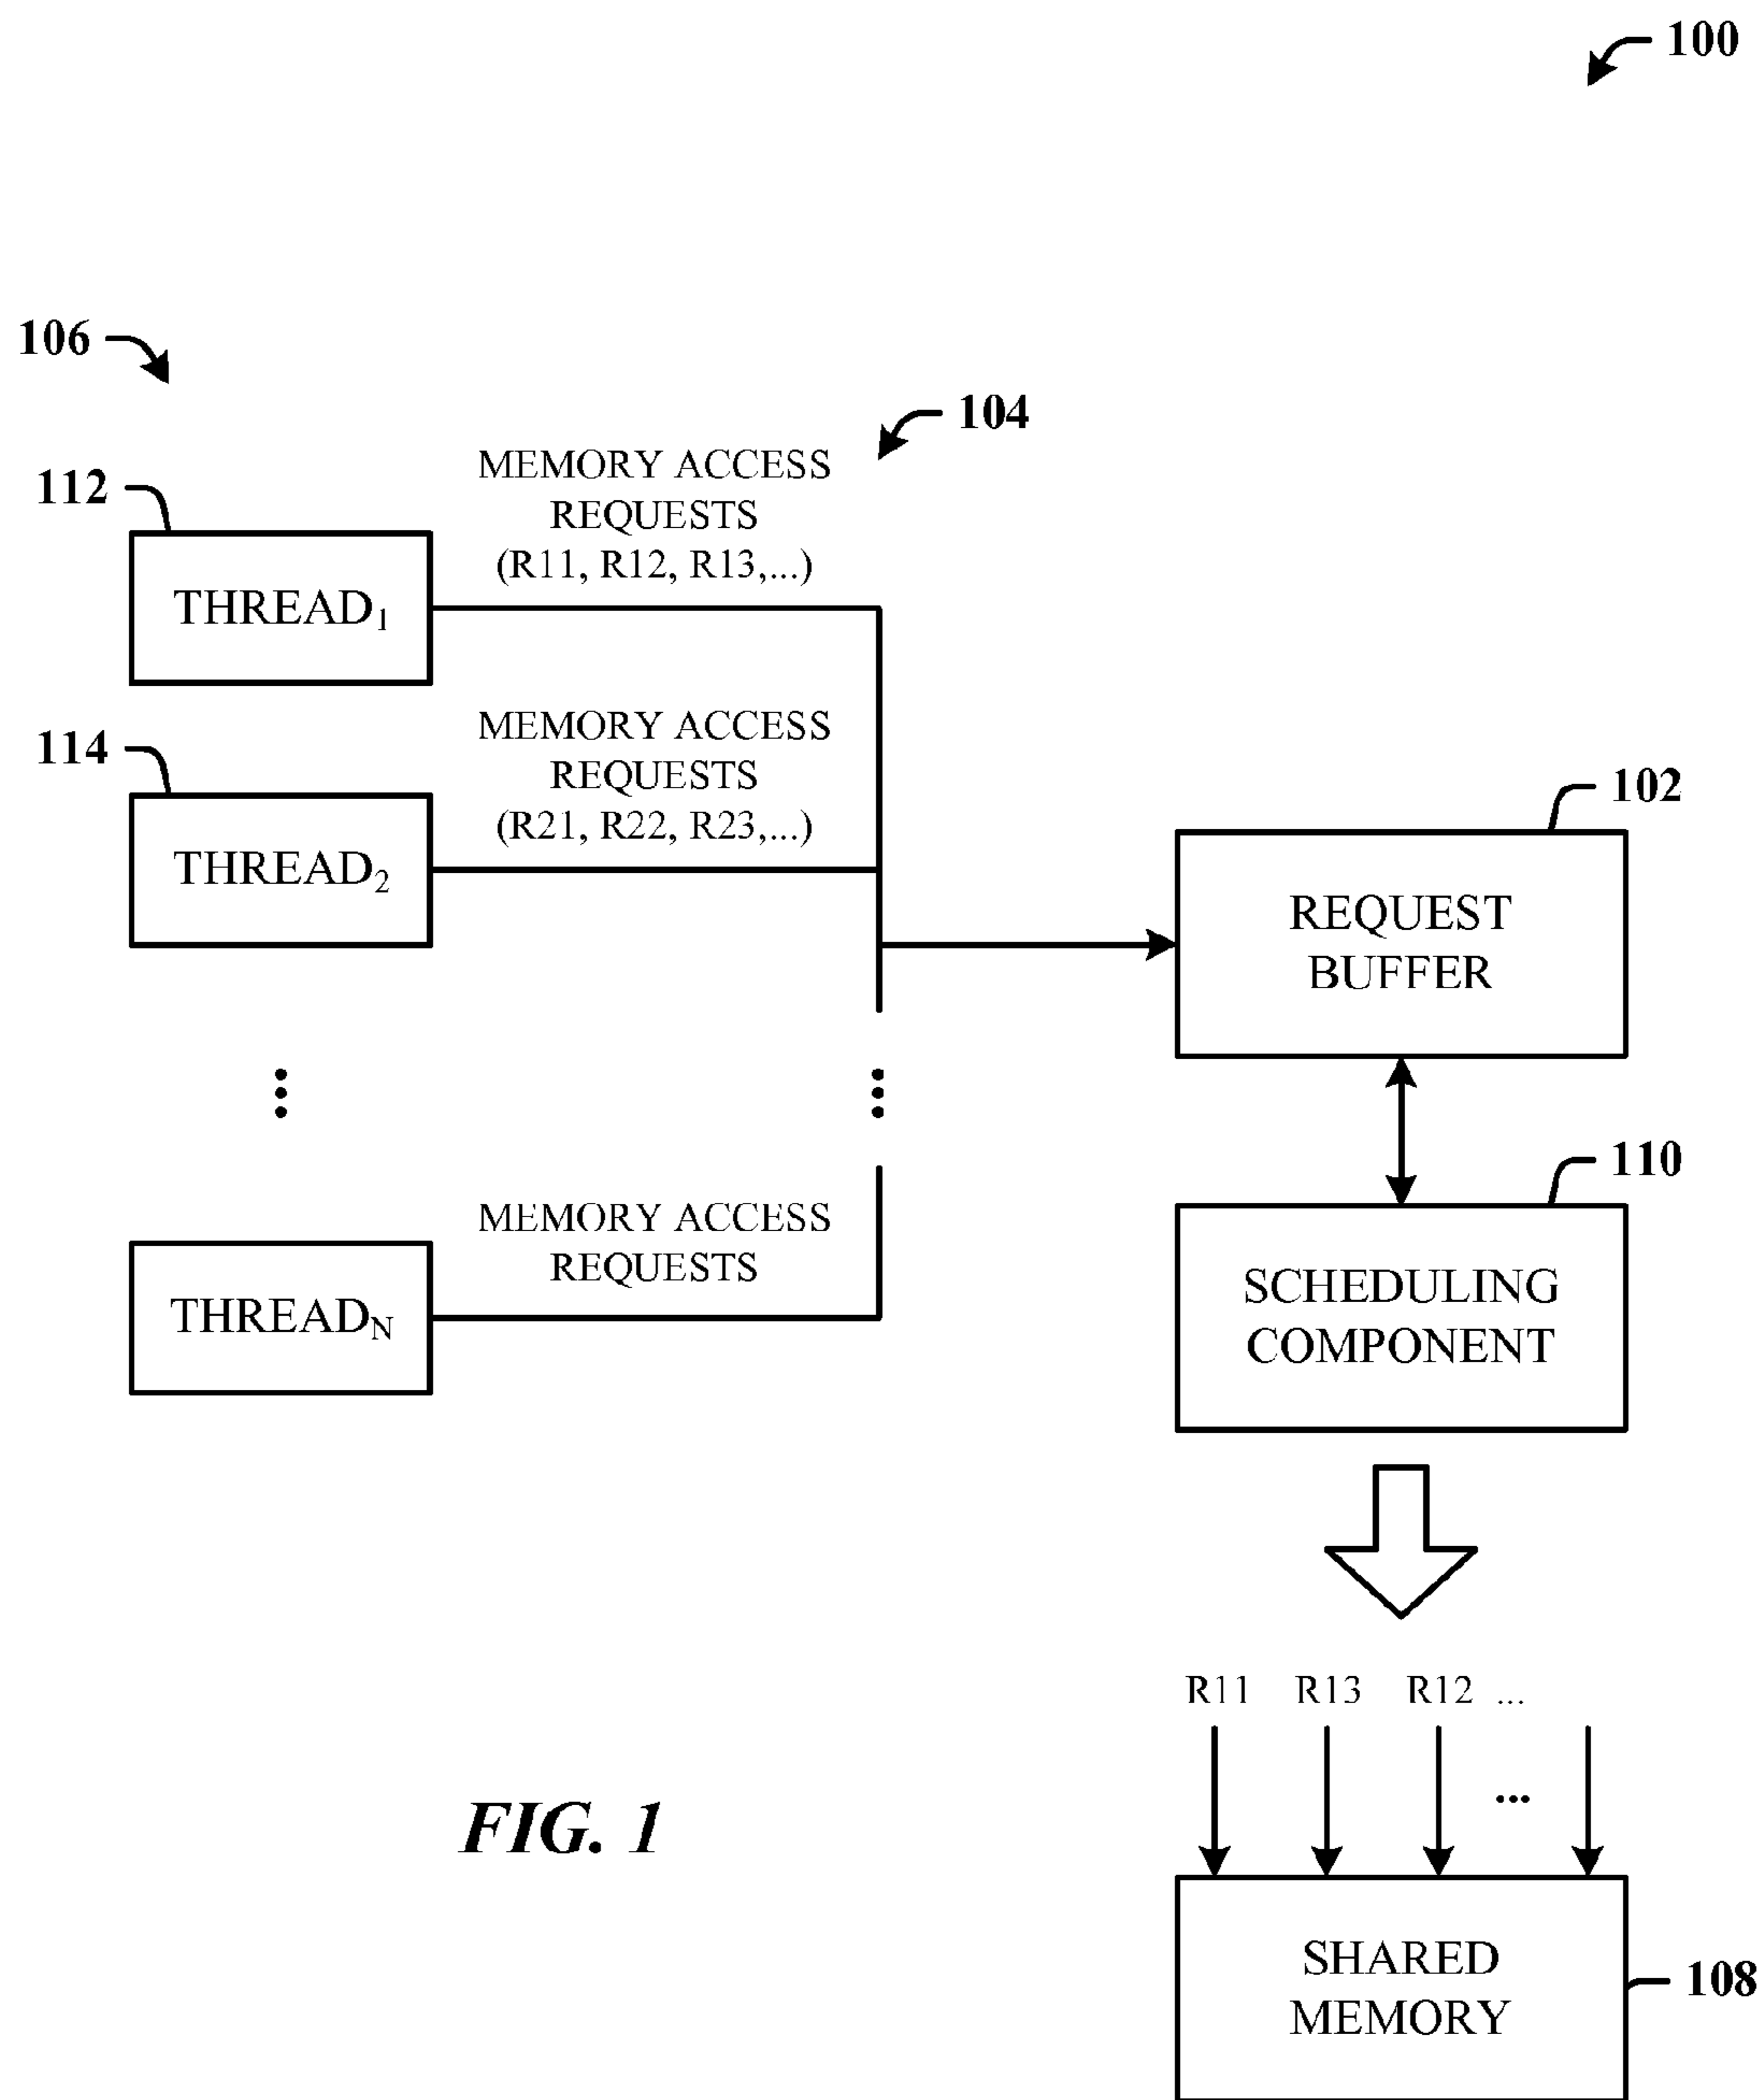 100
106
104
112
MEMORY ACCESS
REQUESTS
(R11, R12, R13,...)
THREAD1
114
MEMORY ACCESS
REQUESTS
(R21, R22, R23,...)
THREAD2
102
REQUEST
BUFFER
110
MEMORY ACCESS
REQUESTS
THREADN
SCHEDULING
COMPONENT
R11 R13 R12 ...
...
FIG. 1
SHARED
MEMORY
108